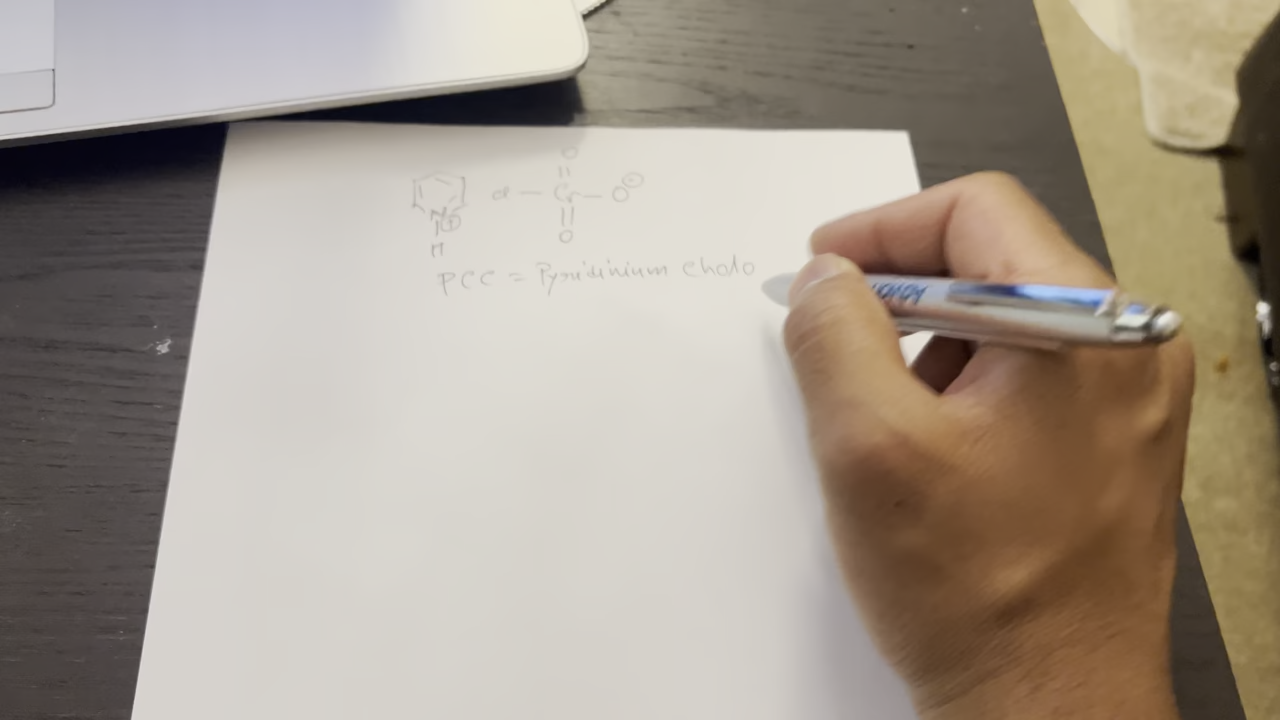 O
Cl — Cr — O⊖
O
N⊕
H
PCC = Pyridinium Cholo